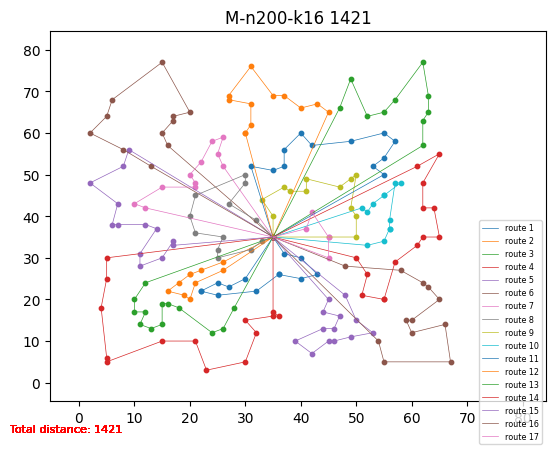 M-n200-k16 1421
80
70
60
50
40
30
20
10
0
0 10 20 30 40 50 60 70 80
route 1
route 2
route 3
route 4
route 5
route 6
route 7
route 8
route 9
route 10
route 11
route 12
route 13
route 14
route 15
route 16
route 17
Total distance: 1421